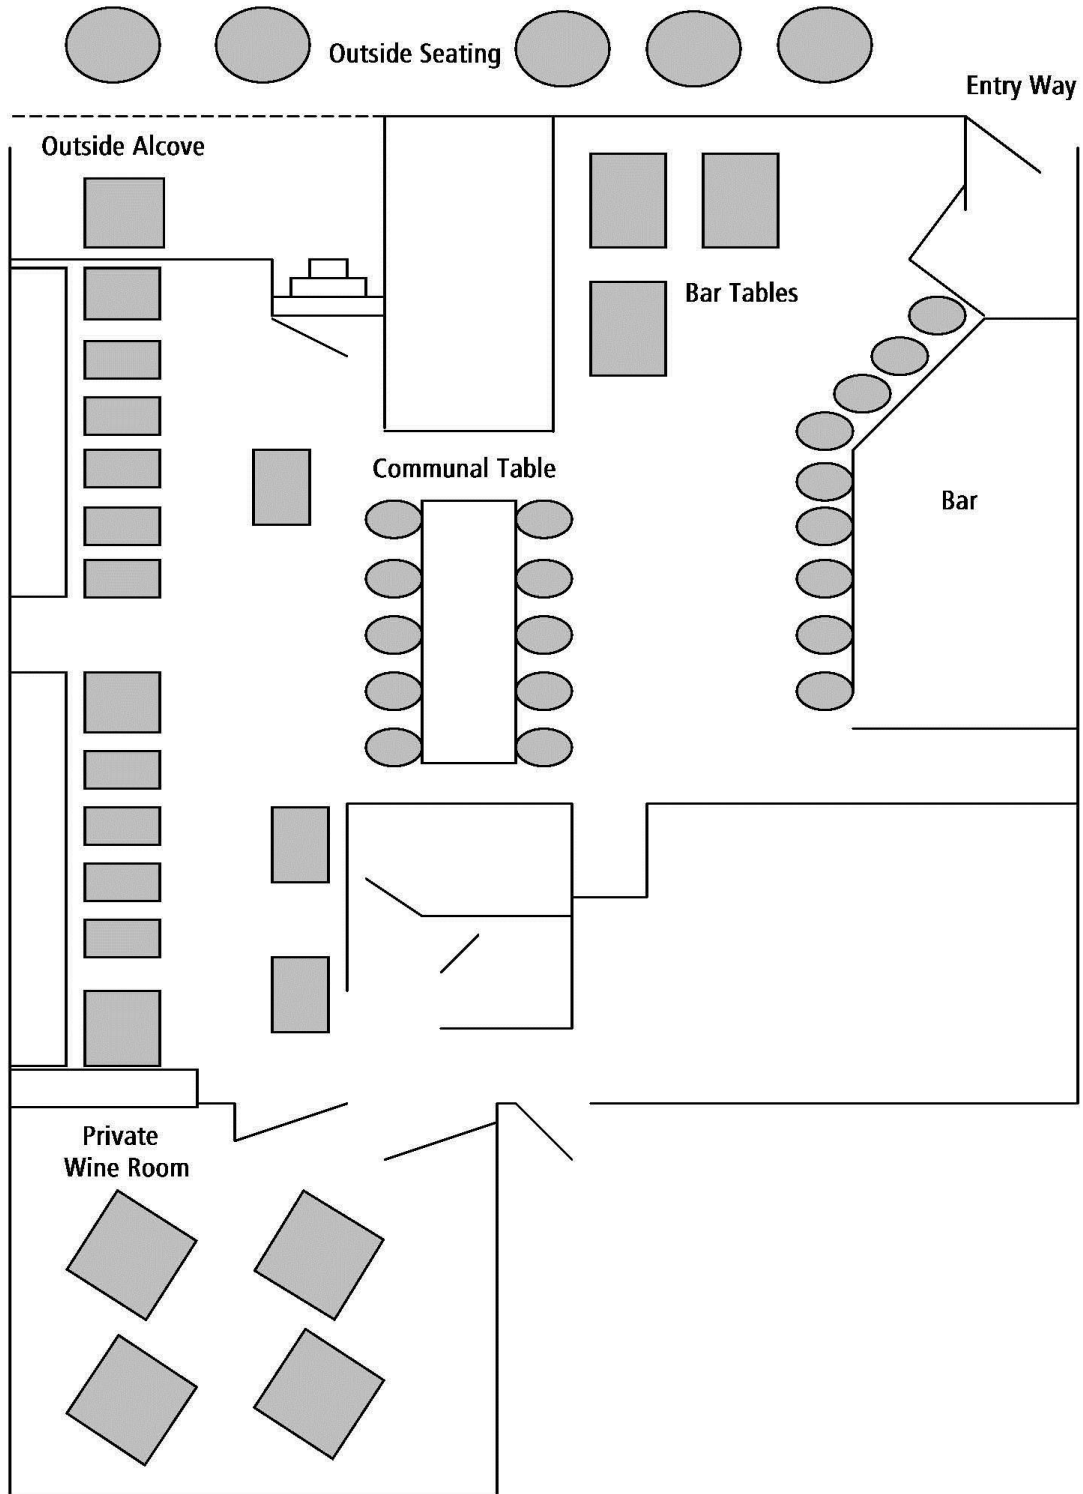 Outside Seating
Entry Way
Outside Alcove
Bar Tables
Communal Table
Bar
Private
Wine Room